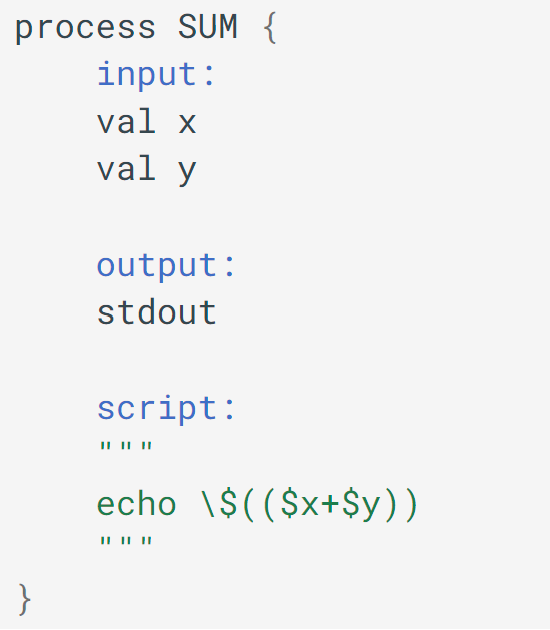 process SUM {
    input:
    val x
    val y

    output:
    stdout

    script:
    """
    echo \$(($x+$y))
    """
}